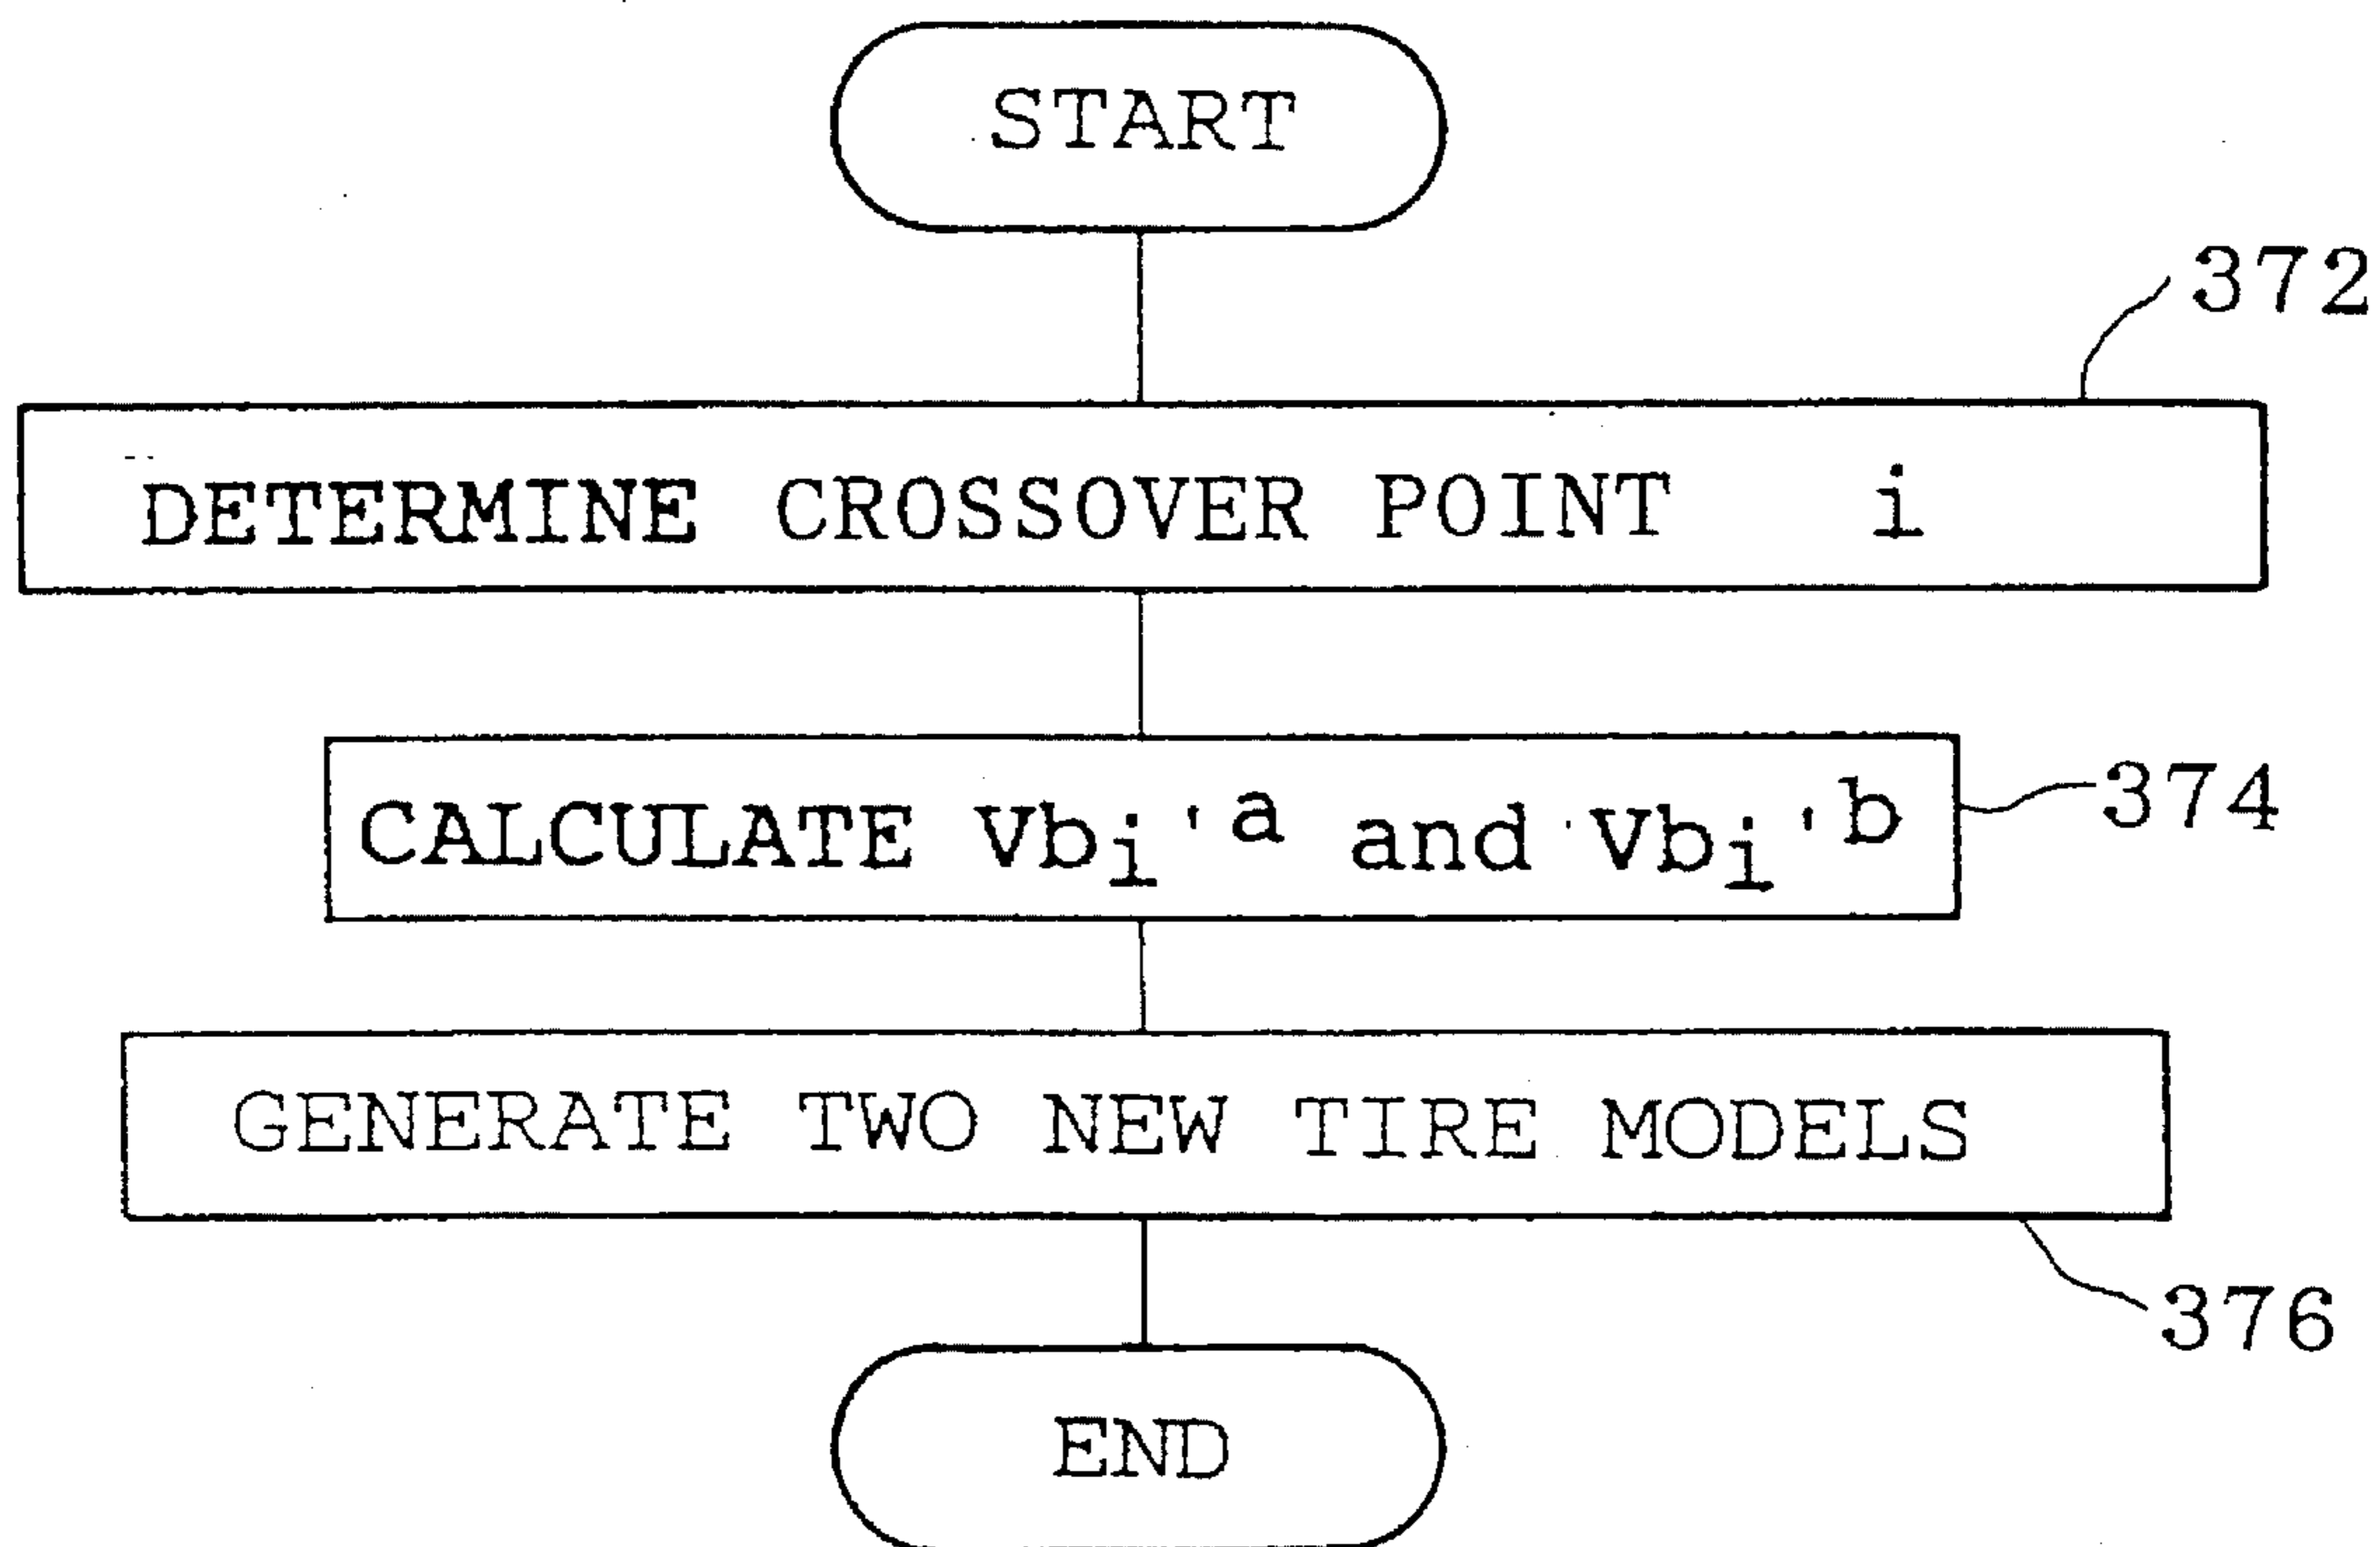 START
372
DETERMINE CROSSOVER POINT i
CALCULATE Vbi'a and Vbi'b
374
GENERATE TWO NEW TIRE MODELS
376
END